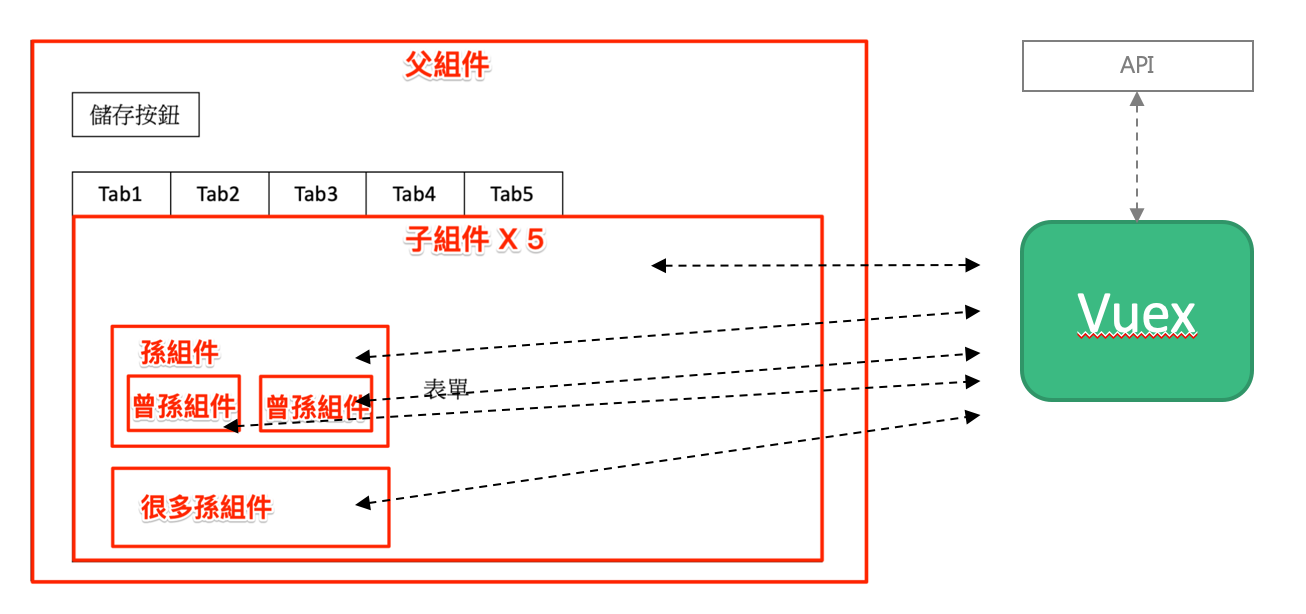 父組件
API
儲存按鈕
Tab1
Tab2
Tab3
Tab4
Tab5
子組件 X 5
Vuex
孫組件
表單
曾孫組件
曾孫組件
很多孫組件